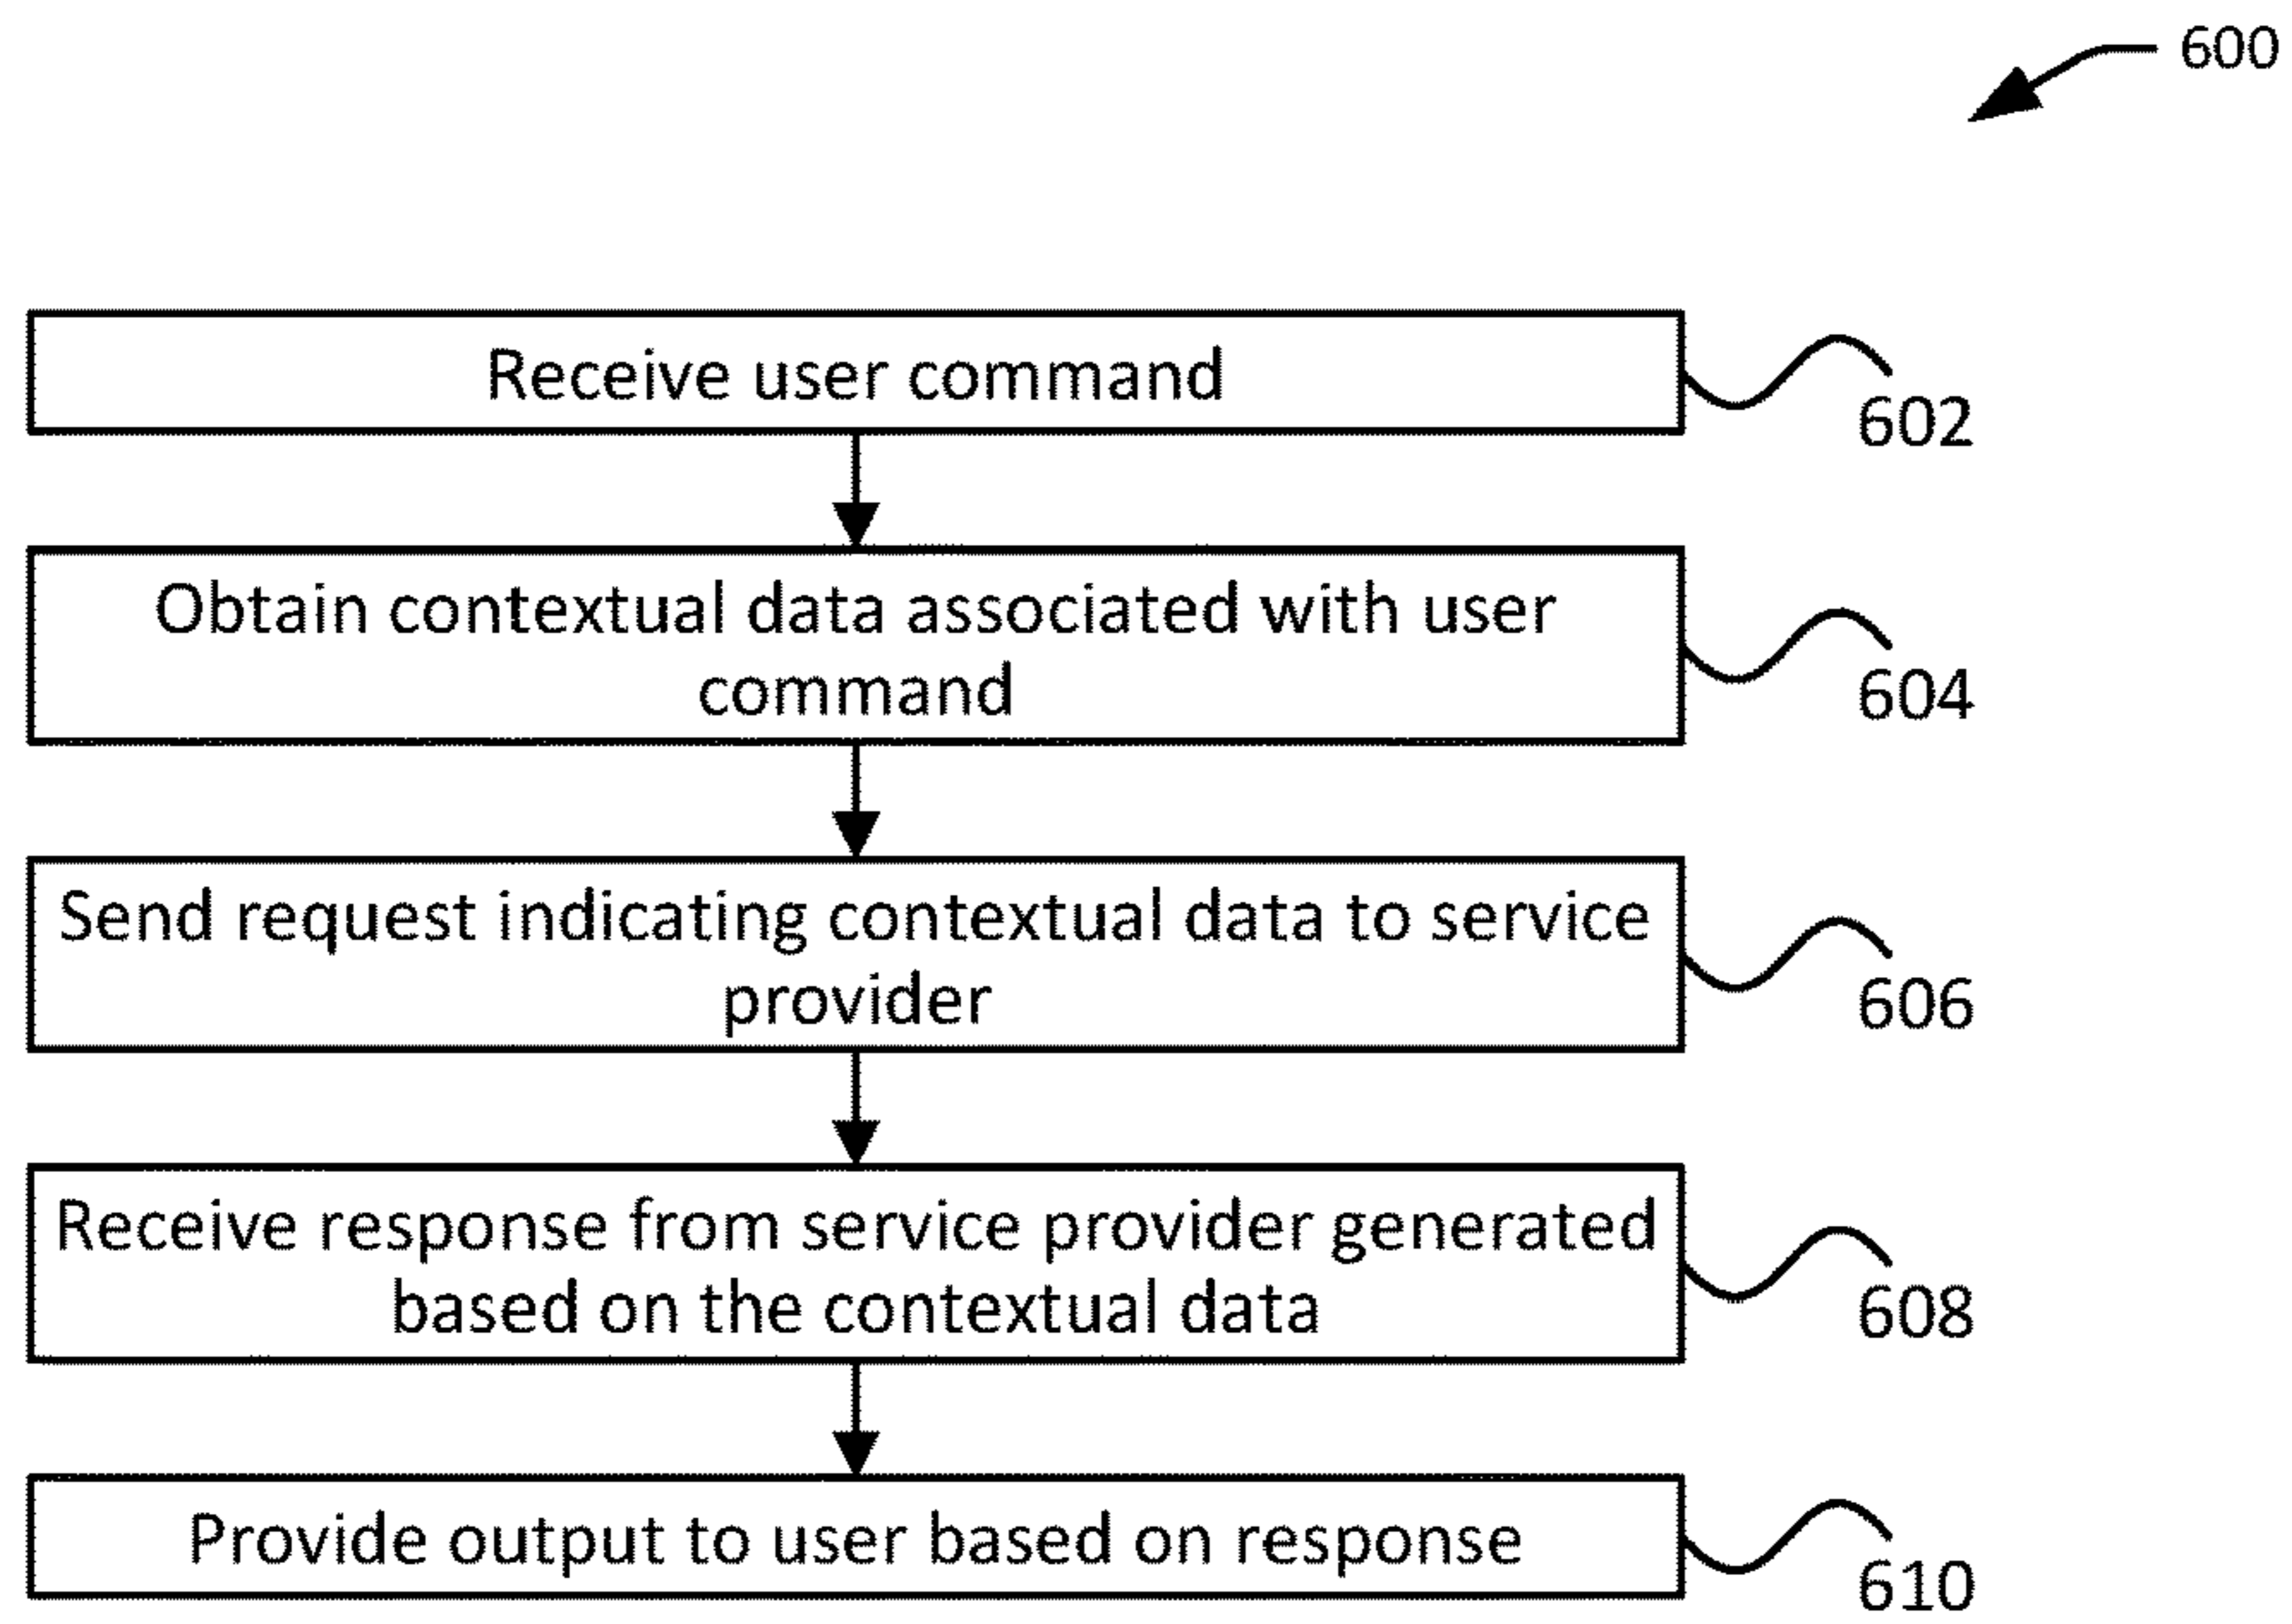 600
Receive user command
602
Obtain contextual data associated with user
command
604
Send request indicating contextual data to service
provider
606
Receive response from service provider generated
based on the contextual data
608
Provide output to user based on response
610